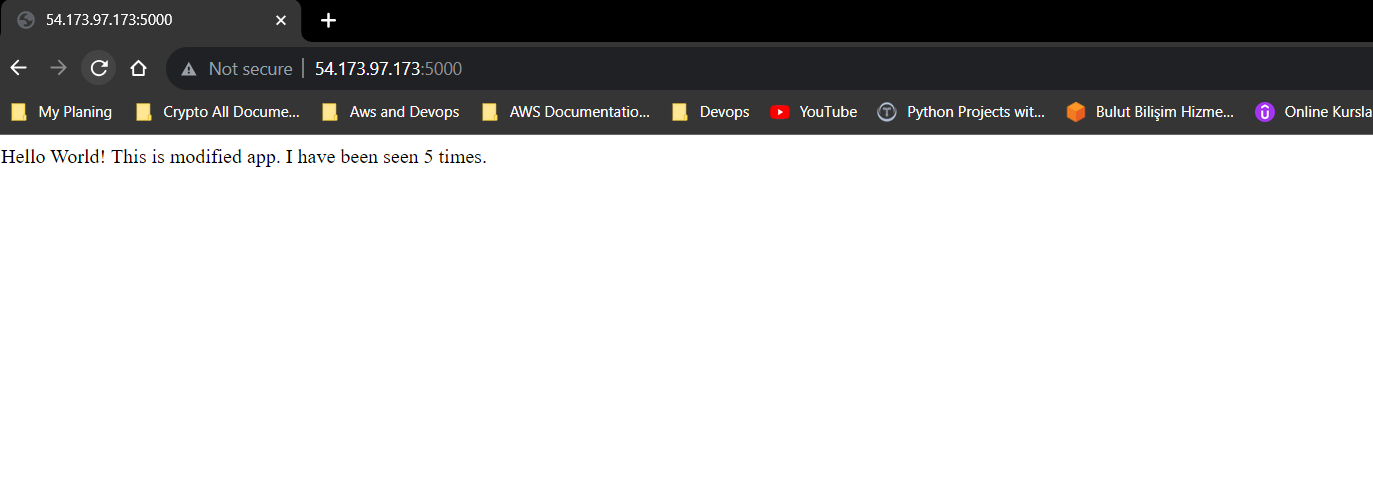 54.173.97.173:5000
Not secure 54.173.97.173:5000
My Planing Crypto All Docume... Aws and Devops AWS Documentatio... Devops YouTube Python Projects wit... Bulut Bilişim Hizme... Online Kursla
Hello World! This is modified app. I have been seen 5 times.